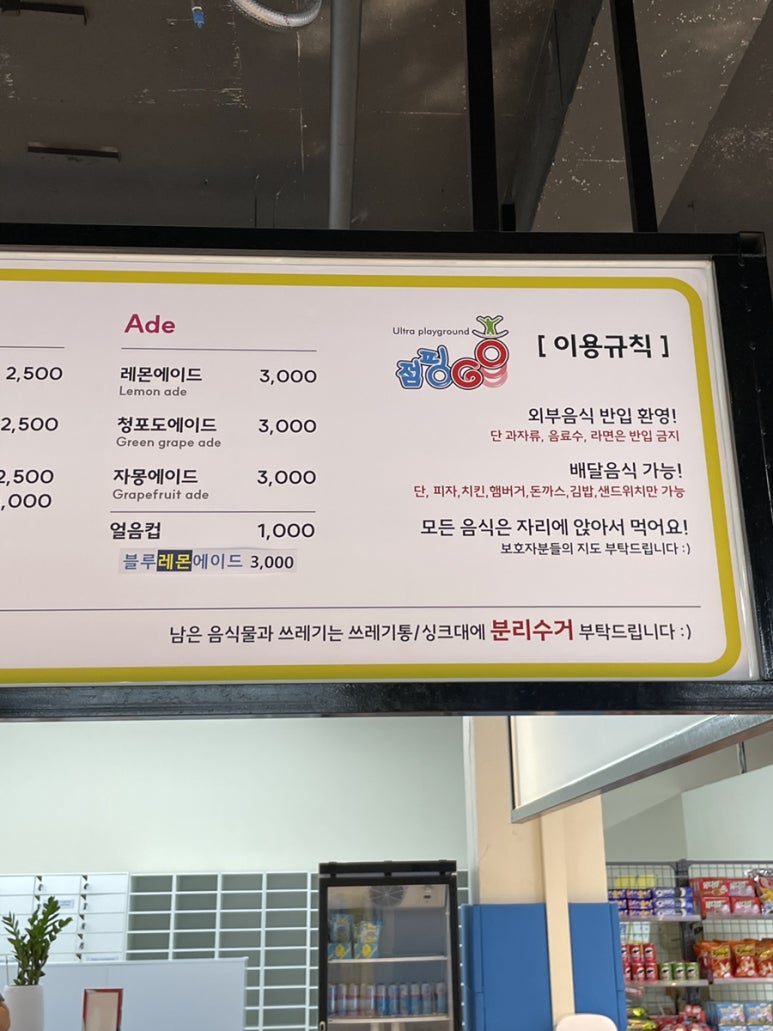 2,500
2,500
2,500
,000
Ade
레몬에이드 3,000
Lemon ade
청포도에이드 3,000
Green grape ade
자몽에이드 3,000
Grapefruit ade
얼음컵 1,000
블루레몬에이드 3,000
Ultra playground
점핑GO
[ 이용규칙 ]
외부음식 반입 환영!
단 과자류, 음료수, 라면은 반입 금지
배달음식 가능!
단, 피자,치킨,햄버거,돈까스,김밥,샌드위치만 가능
모든 음식은 자리에 앉아서 먹어요!
보호자분들의 지도 부탁드립니다 :)
남은 음식물과 쓰레기는 쓰레기통/싱크대에 분리수거 부탁드립니다 :)